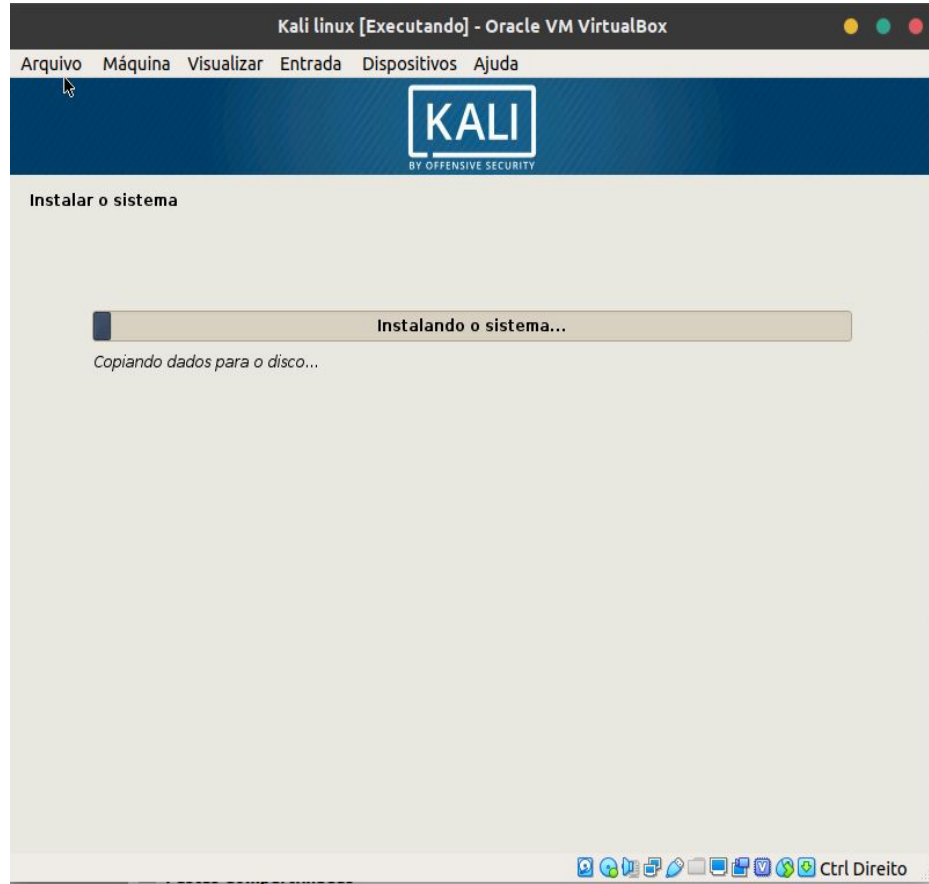 Kali linux [Executando] - Oracle VM VirtualBox
Arquivo Máquina Visualizar Entrada Dispositivos Ajuda
KALI
BY OFFENSIVE SECURITY
Instalar o sistema
Instalando o sistema...
Copiando dados para o disco...
Ctrl Direito